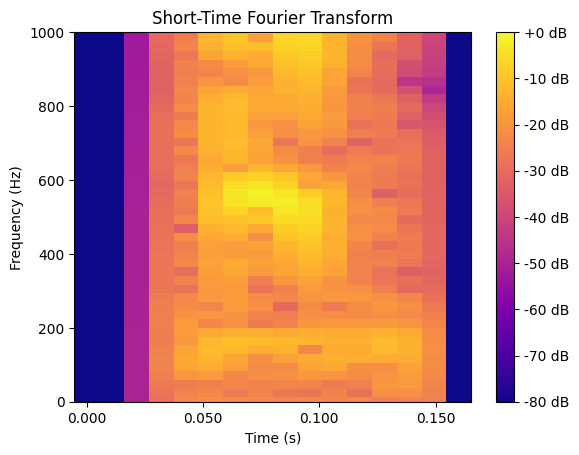 Short-Time Fourier Transform
1000
800
600
400
200
0
Frequency (Hz)
0.000
0.050
0.100
0.150
Time (s)
+0 dB
-10 dB
-20 dB
-30 dB
-40 dB
-50 dB
-60 dB
-70 dB
-80 dB